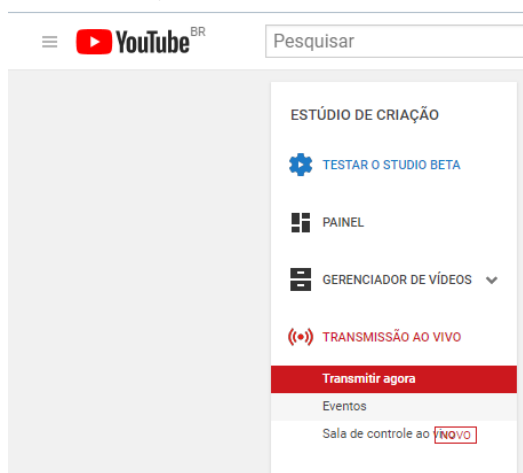 YouTube BR
Pesquisar
ESTÚDIO DE CRIAÇÃO
TESTAR O STUDIO BETA
PAINEL
GERENCIADOR DE VÍDEOS
TRANSMISSÃO AO VIVO
Transmitir agora
Eventos
Sala de controle ao vivo NOVO